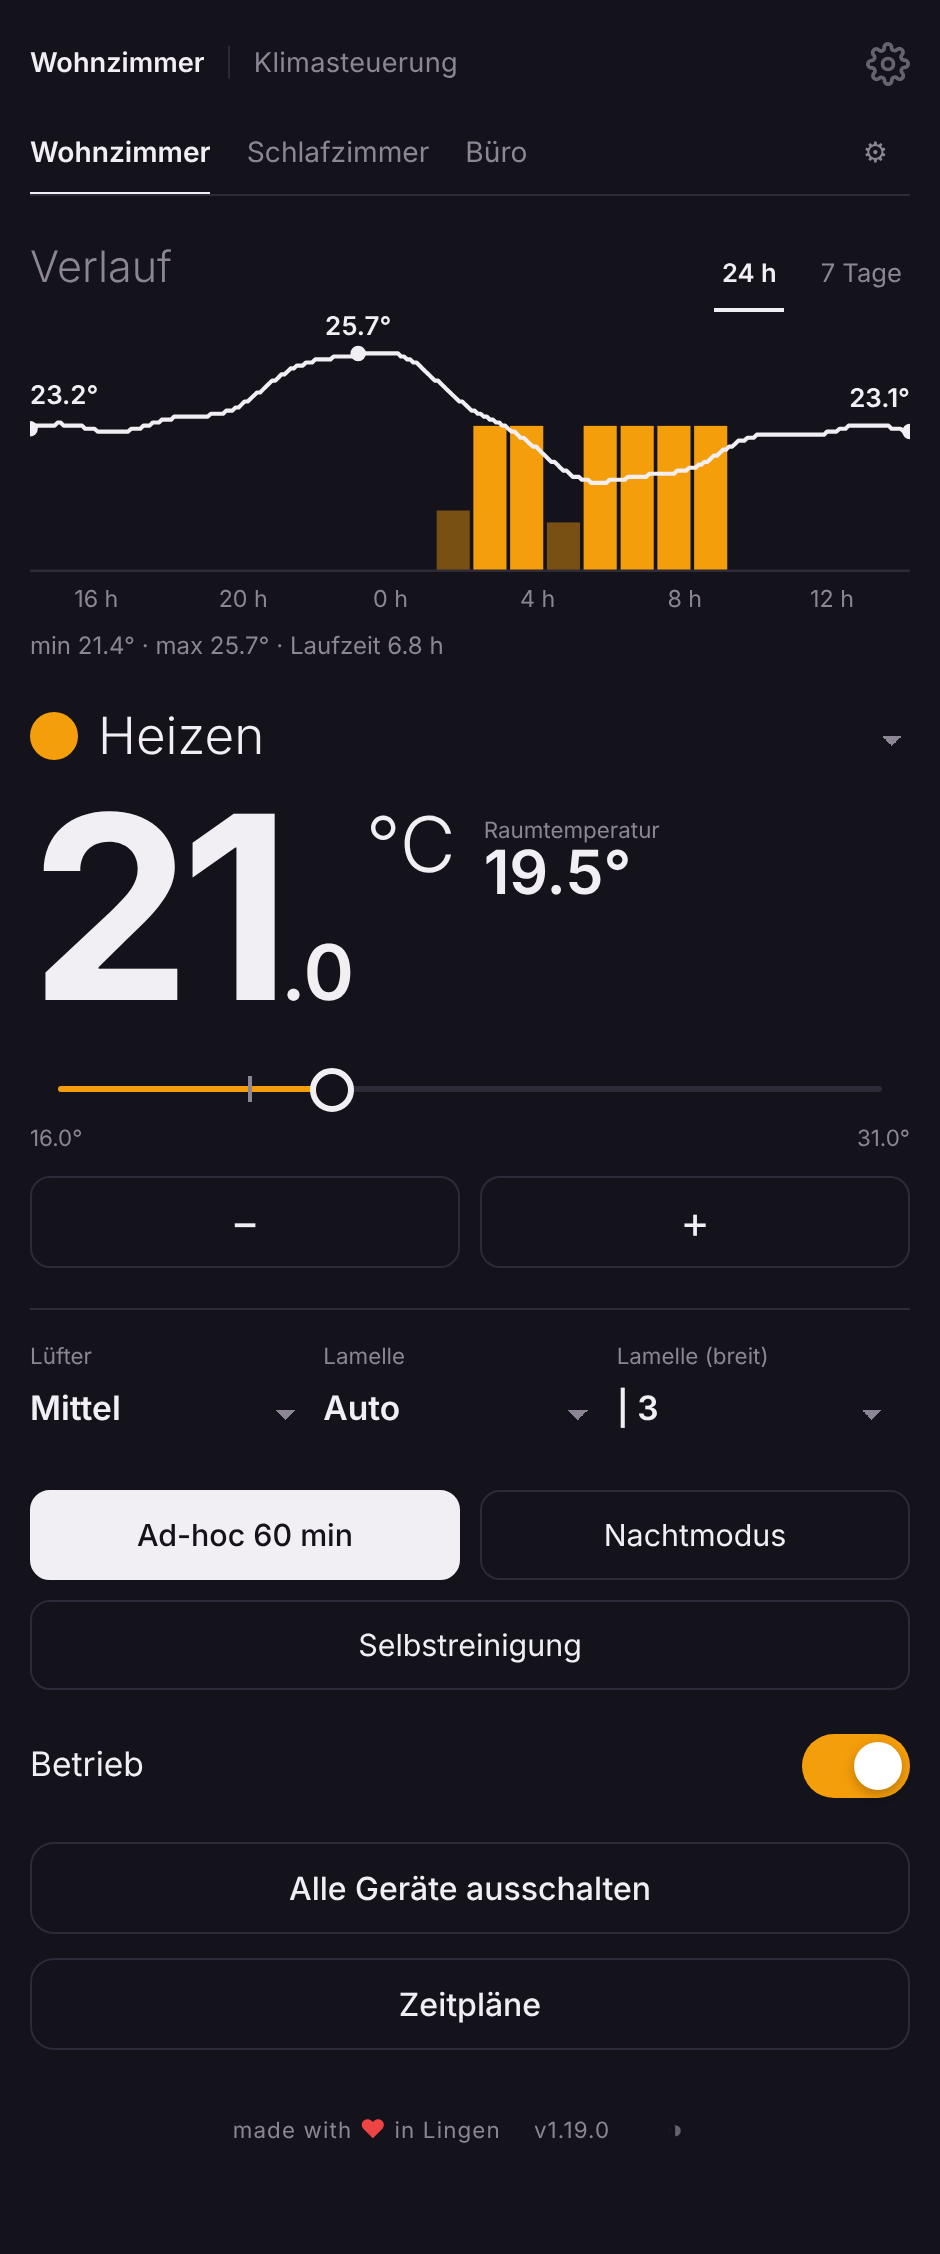 Wohnzimmer Klimasteuerung
Wohnzimmer Schlafzimmer Büro
Verlauf
24 h 7 Tage
25.7°
23.2°
23.1°
16 h 20 h 0 h 4 h 8 h 12 h
min 21.4° · max 25.7° · Laufzeit 6.8 h
Heizen
21.0 °C
Raumtemperatur
19.5°
16.0° 31.0°
− +
Lüfter Lamelle Lamelle (breit)
Mittel Auto | 3
Ad-hoc 60 min Nachtmodus
Selbstreinigung
Betrieb
Alle Geräte ausschalten
Zeitpläne
made with ❤ in Lingen v1.19.0